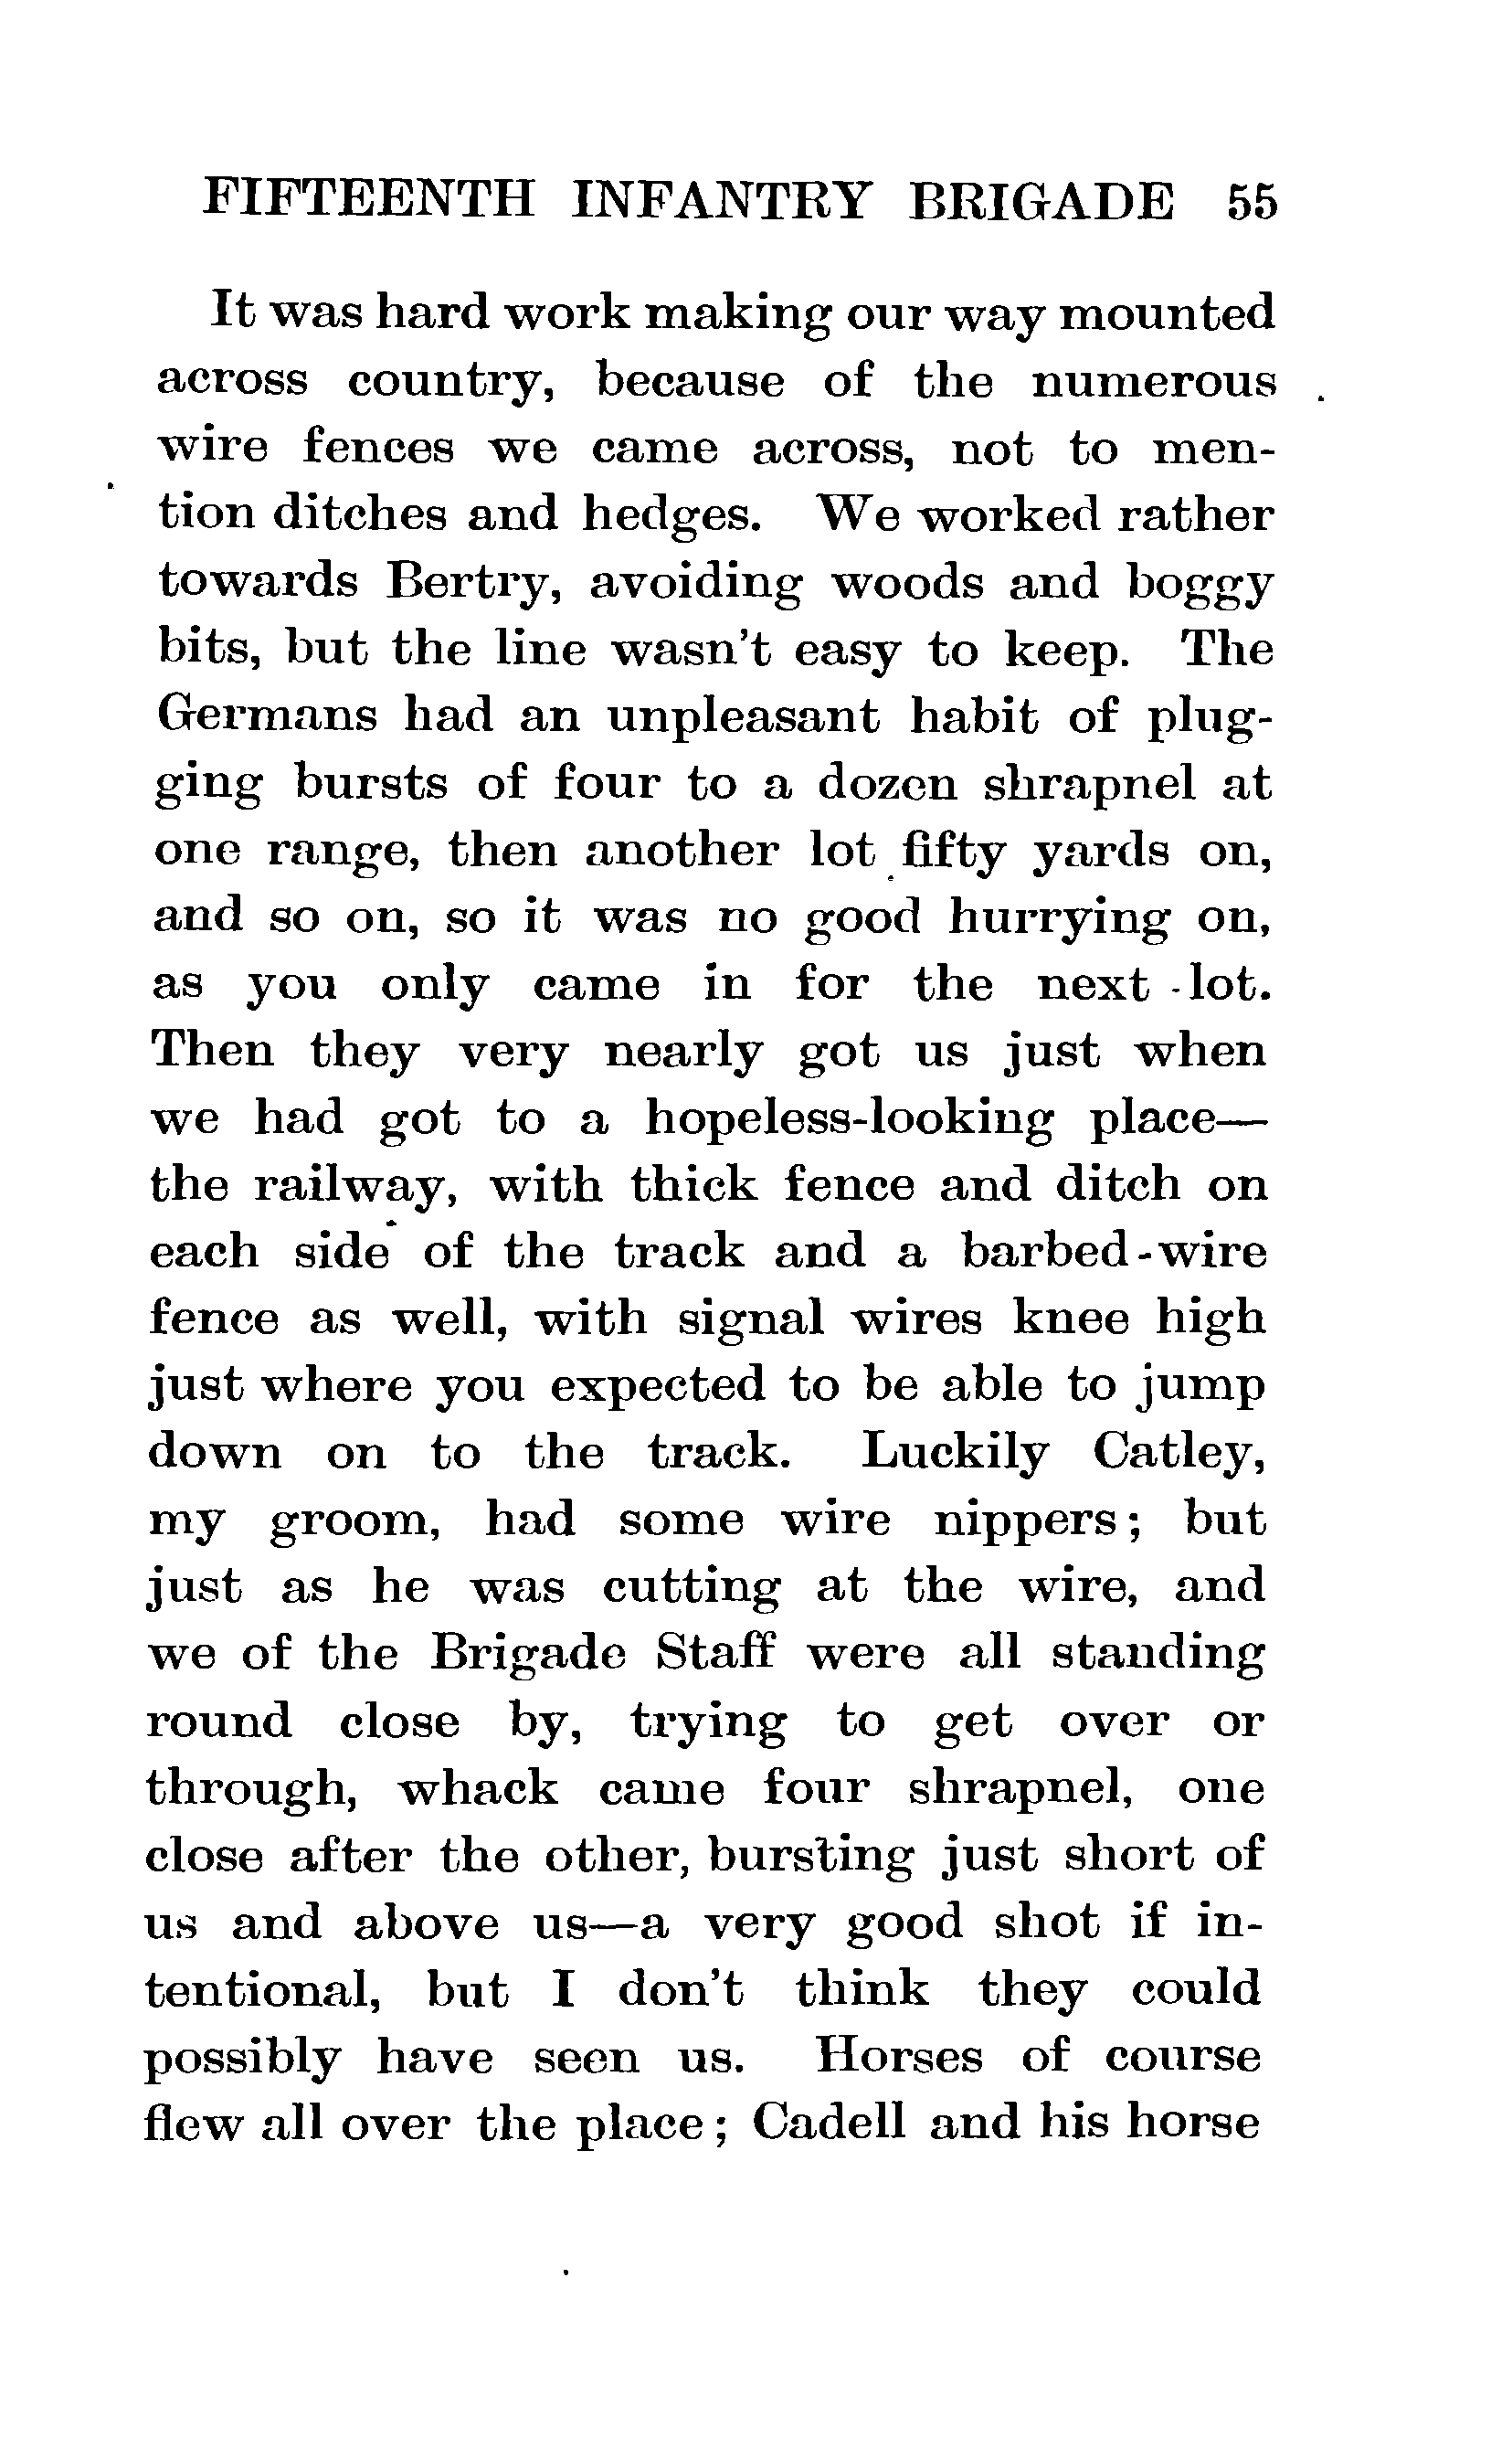 FIFTEENTH INFANTRY BRIGADE 55
It was hard work making our way mounted
across country, because of the numerous
wire fences we came across, not to men-
tion ditches and hedges. We worked rather
towards Bertry, avoiding woods and boggy
bits, but the line wasn't easy to keep. The
Germans had an unpleasant habit of plug-
ging bursts of four to a dozen shrapnel at
one range, then another lot fifty yards on,
and so on, so it was no good hurrying on,
as you only came in for the next lot.
Then they very nearly got us just when
we had got to a hopeless-looking place—
the railway, with thick fence and ditch on
each side of the track and a barbed-wire
fence as well, with signal wires knee high
just where you expected to be able to jump
down on to the track. Luckily Catley,
my groom, had some wire nippers; but
just as he was cutting at the wire, and
we of the Brigade Staff were all standing
round close by, trying to get over or
through, whack came four shrapnel, one
close after the other, bursting just short of
us and above us—a very good shot if in-
tentional, but I don't think they could
possibly have seen us. Horses of course
flew all over the place; Cadell and his horse